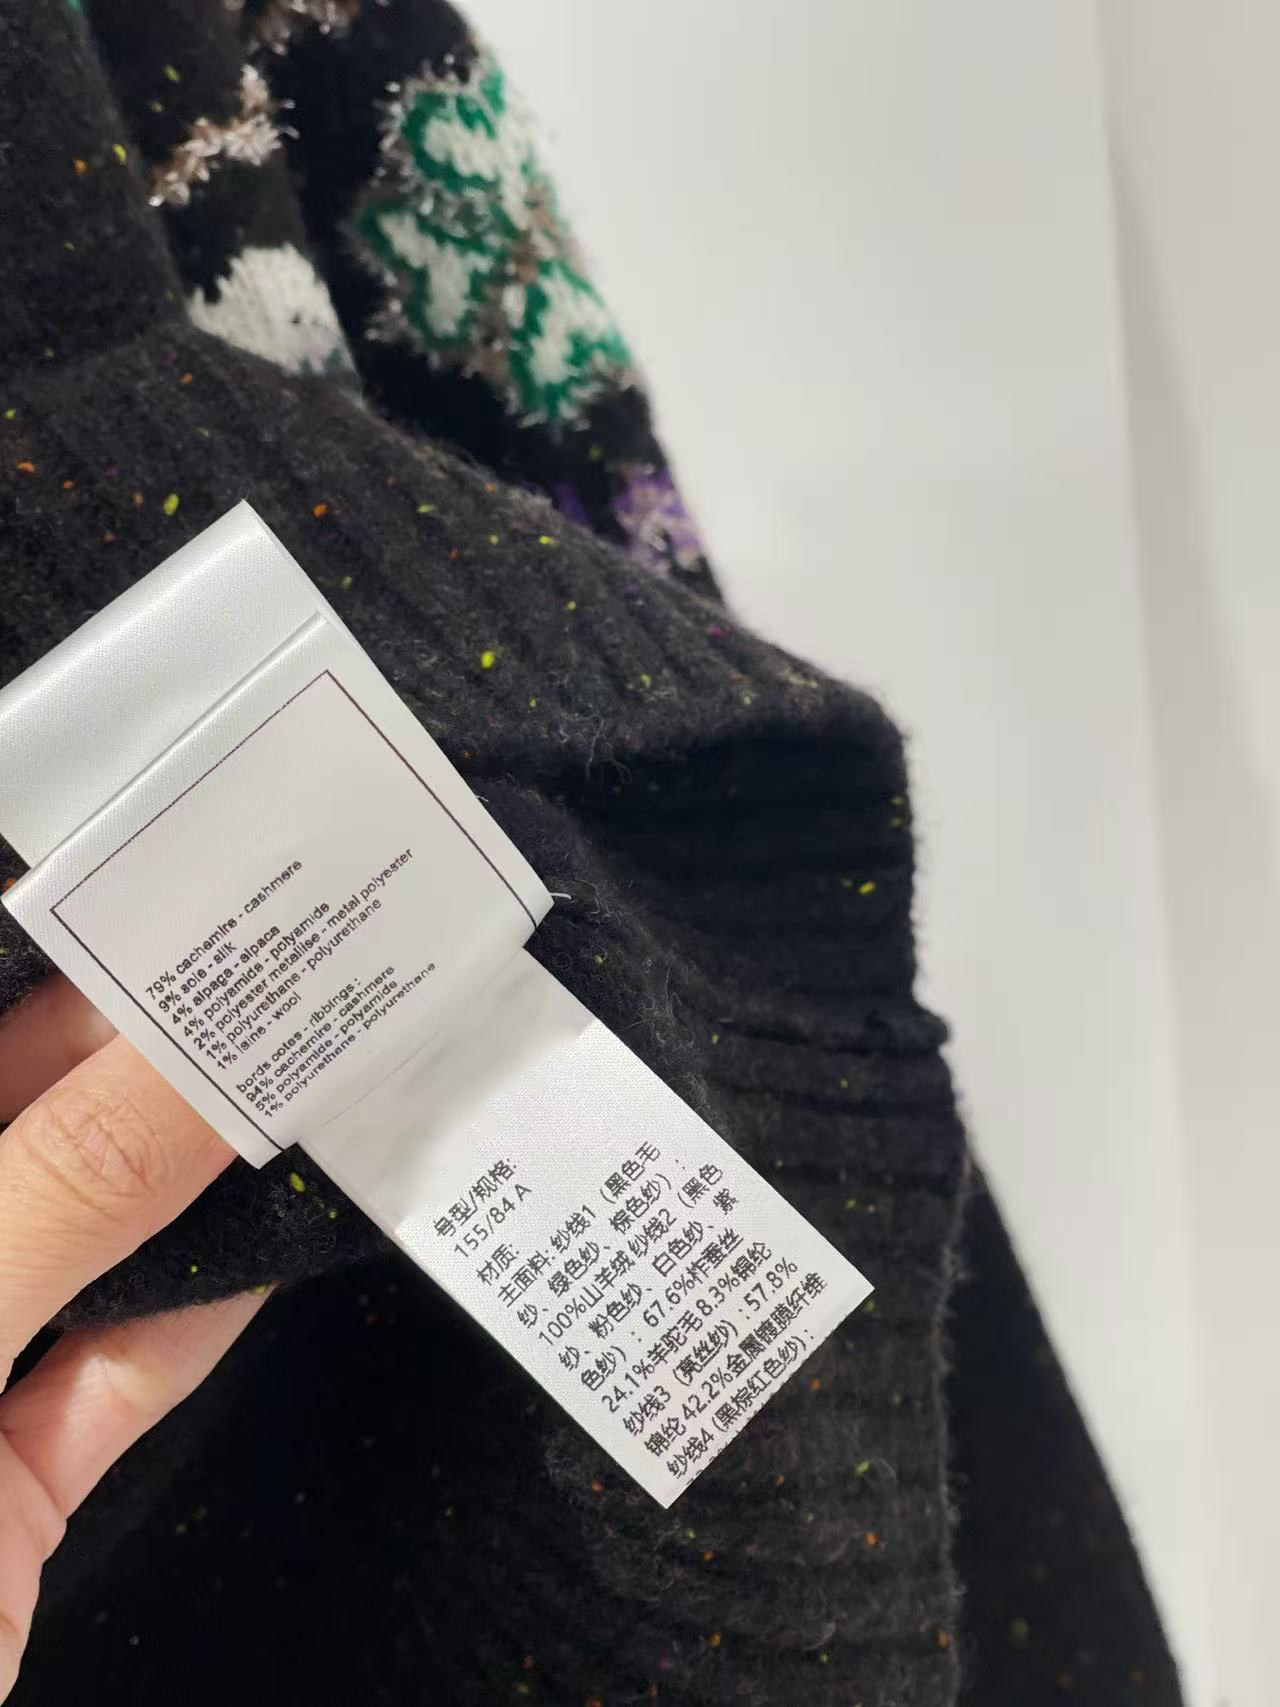 79% cachemire - cashmere
9% soie - silk
4% alpaga - alpaca
4% polyamide - polyamide
2% polyester metallise - metal polyester
1% polyurethane - polyurethane
1% laine - wool
bords cotes - ribbings :
94% cachemire - cashmere
5% polyamide - polyamide
1% polyurethane - polyurethane
号型/规格:
155/84 A
材质:
主面料: 纱线1（黑色毛
纱、绿色纱、棕色纱）:
100%山羊绒 纱线2（黑色
纱、粉色纱、白色纱、紫
色纱）: 67.6%柞蚕丝
24.1%羊驼毛 8.3%锦纶
纱线3（亮丝纱）:57.8%
锦纶 42.2%金属镀膜纤维
纱线4 (黑棕红色纱):